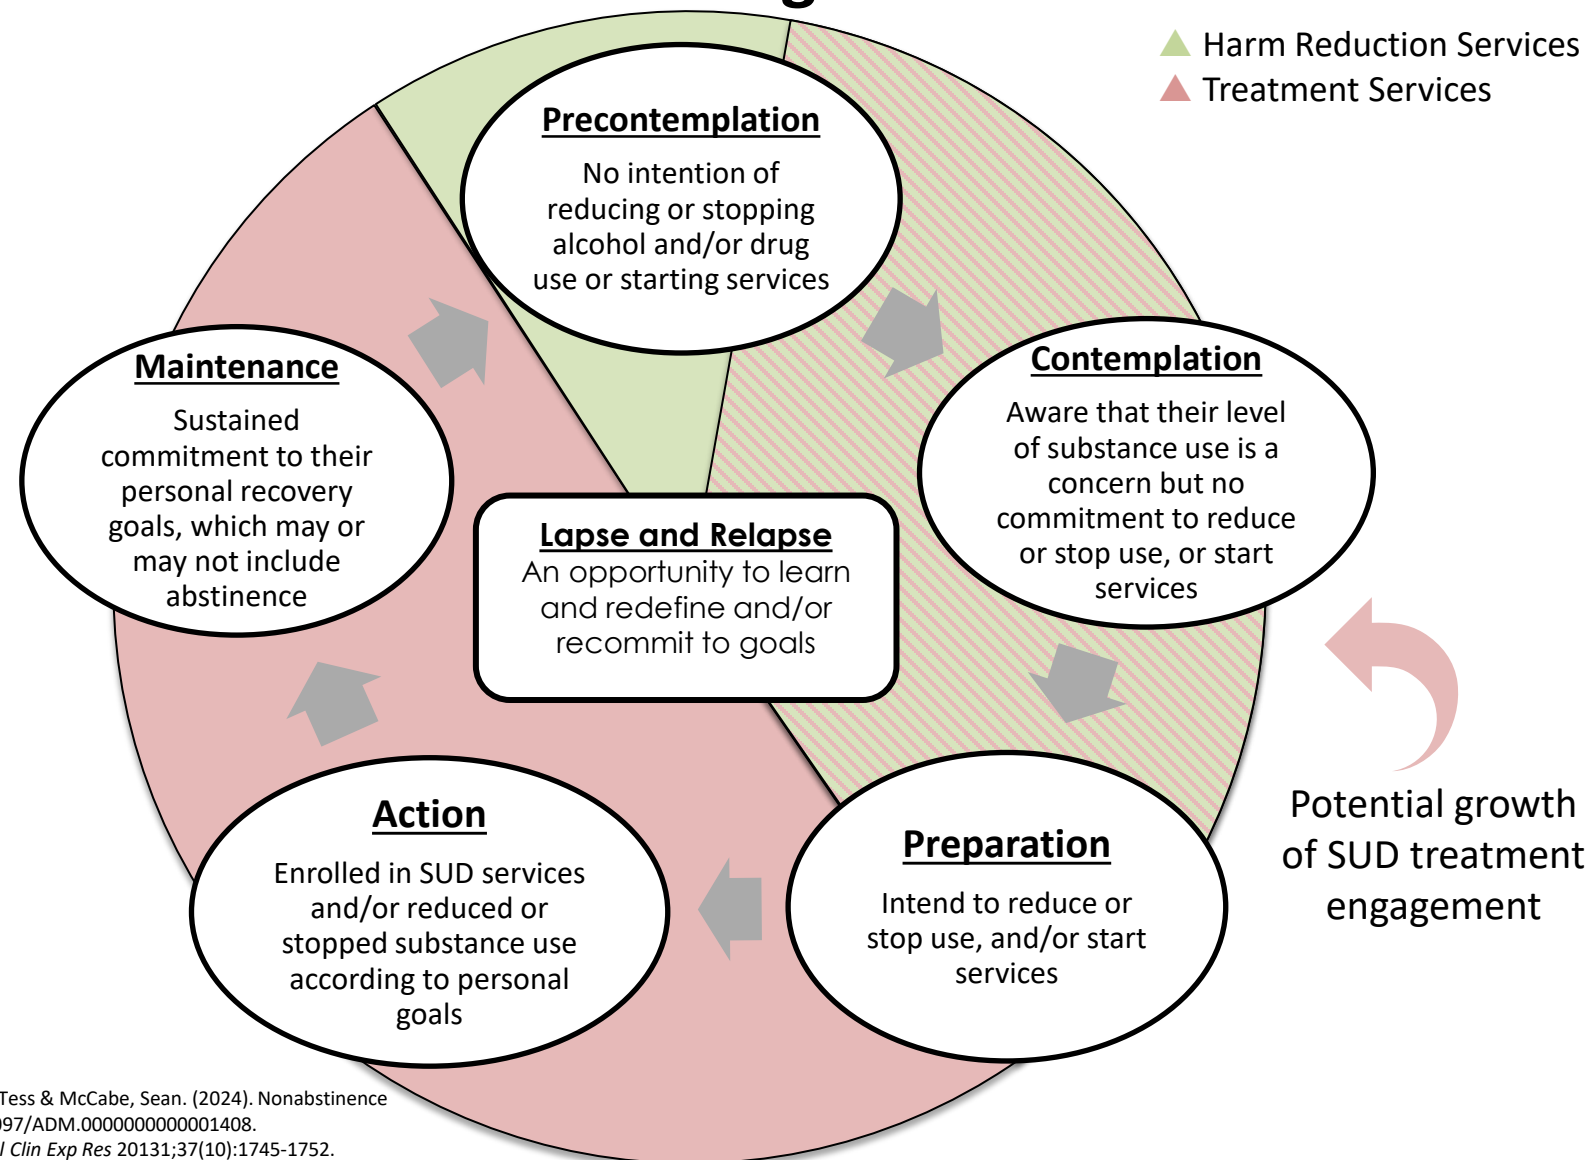 Harm Reduction Services
Treatment Services
Precontemplation
No intention of
reducing or stopping
alcohol and/or drug
use or starting services
Contemplation
Aware that their level
of substance use is a
concern but no
commitment to reduce
or stop use, or start
services
Maintenance
Sustained
commitment to their
personal recovery
goals, which may or
may not include
abstinence
Lapse and Relapse
An opportunity to learn
and redefine and/or
recommit to goals
Action
Enrolled in SUD services
and/or reduced or
stopped substance use
according to personal
goals
Preparation
Intend to reduce or
stop use, and/or start
services
Potential growth
of SUD treatment
engagement
Tess & McCabe, Sean. (2024). Nonabstinence
097/ADM.0000000000001408.
l Clin Exp Res 20131;37(10):1745-1752.